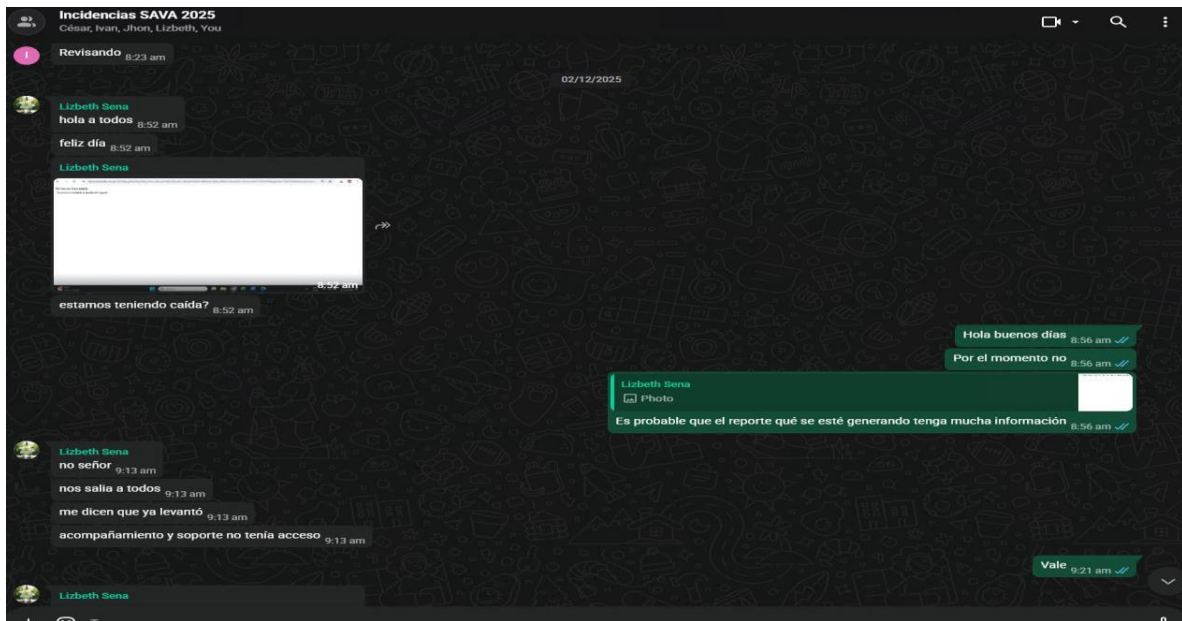 Incidencias SAVA 2025
César, Ivan, Jhon, Lizbeth, You
I
Revisando 8:23 am
02/12/2025
Lizbeth Sena
hola a todos 8:52 am
feliz día 8:52 am
Lizbeth Sena
8:52 am
estamos teniendo caída? 8:52 am
Hola buenos días 8:56 am
Por el momento no 8:56 am
Lizbeth Sena
Photo
Es probable que el reporte qué se esté generando tenga mucha información 8:56 am
Lizbeth Sena
no señor 9:13 am
nos salia a todos 9:13 am
me dicen que ya levantó 9:13 am
acompañamiento y soporte no tenía acceso 9:13 am
Vale 9:21 am
Lizbeth Sena